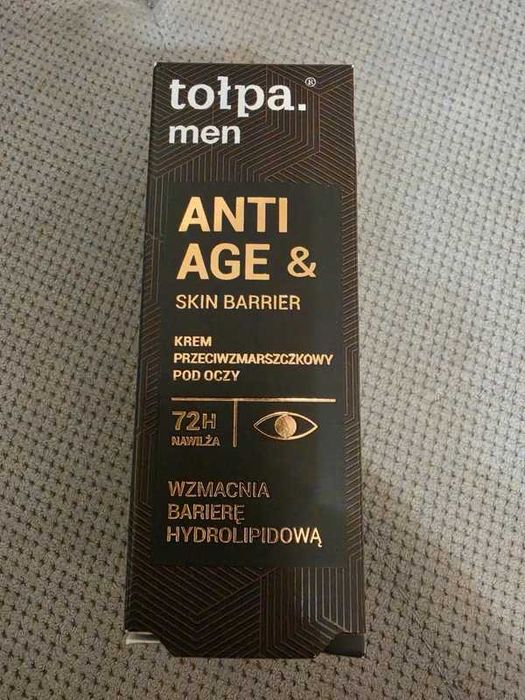 tołpa.®
men
ANTI
AGE &
SKIN BARRIER
KREM
PRZECIWZMARSZCZKOWY
POD OCZY
72H
NAWILŻA
WZMACNIA
BARIERĘ
HYDROLIPIDOWĄ